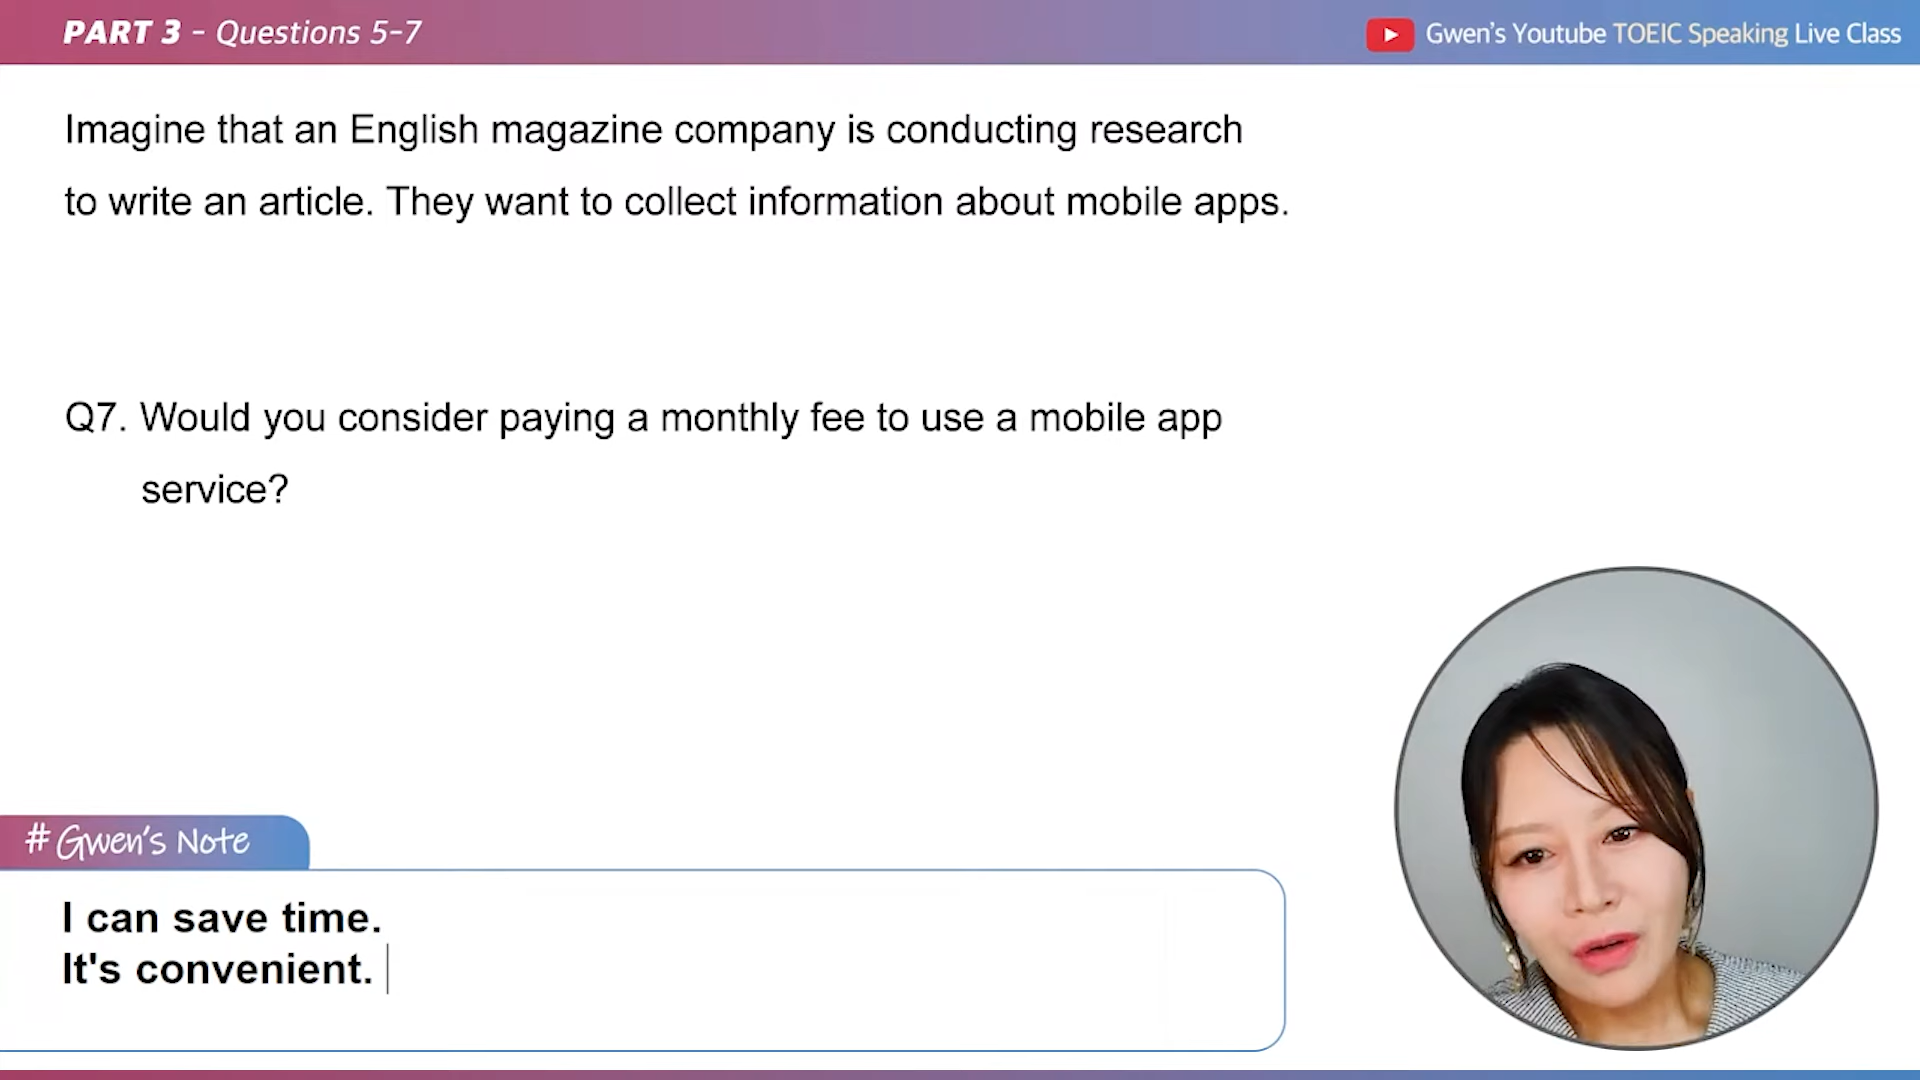 PART 3 - Questions 5-7
Gwen's Youtube TOEIC Speaking Live Class
Imagine that an English magazine company is conducting research
to write an article. They want to collect information about mobile apps.
Q7. Would you consider paying a monthly fee to use a mobile app
service?
# Gwen's Note
I can save time.
It's convenient.